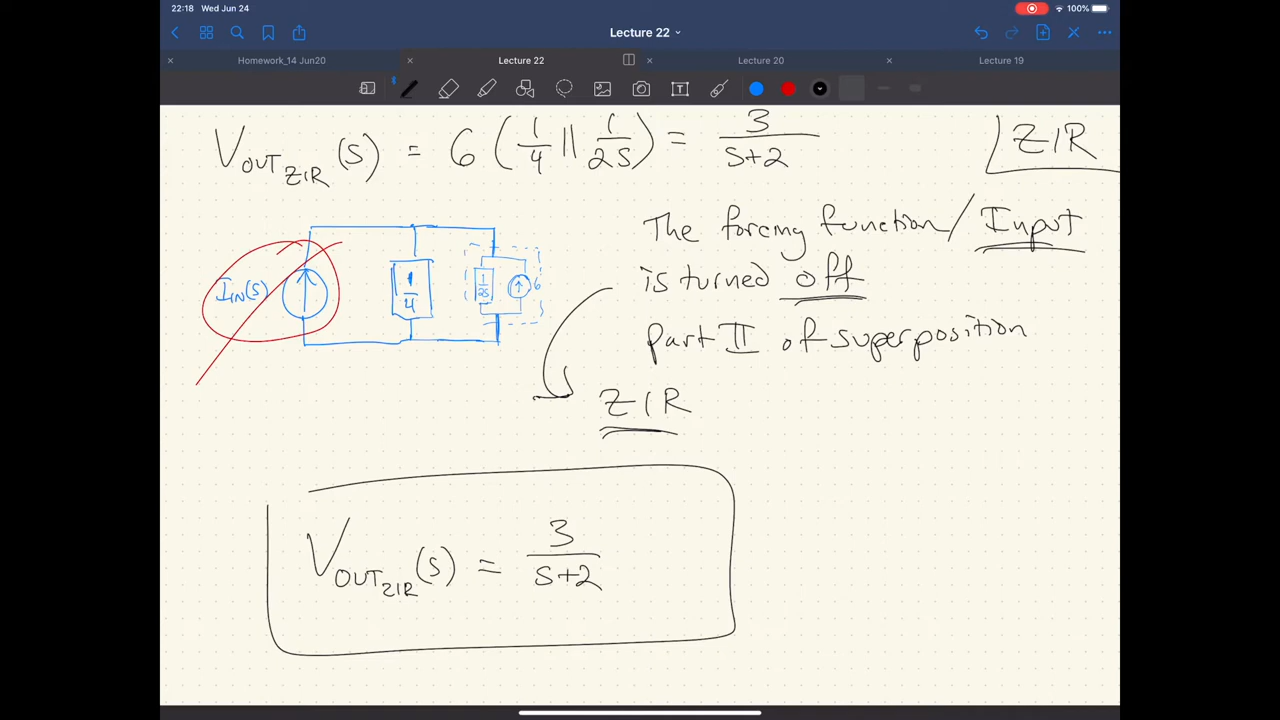 22:18 Wed Jun 24
100%
Lecture 22
Homework_14 Jun20
Lecture 22
Lecture 20
Lecture 19
V_OUT_ZIR (s) = 6 ( 1/4 || 1/2s ) = 3/(s+2)
ZIR
The forcing function/Input
is turned off
I_IN(s)
1/4
1/2s
6
part II of superposition
ZIR
V_OUT_ZIR (s) = 3/(s+2)